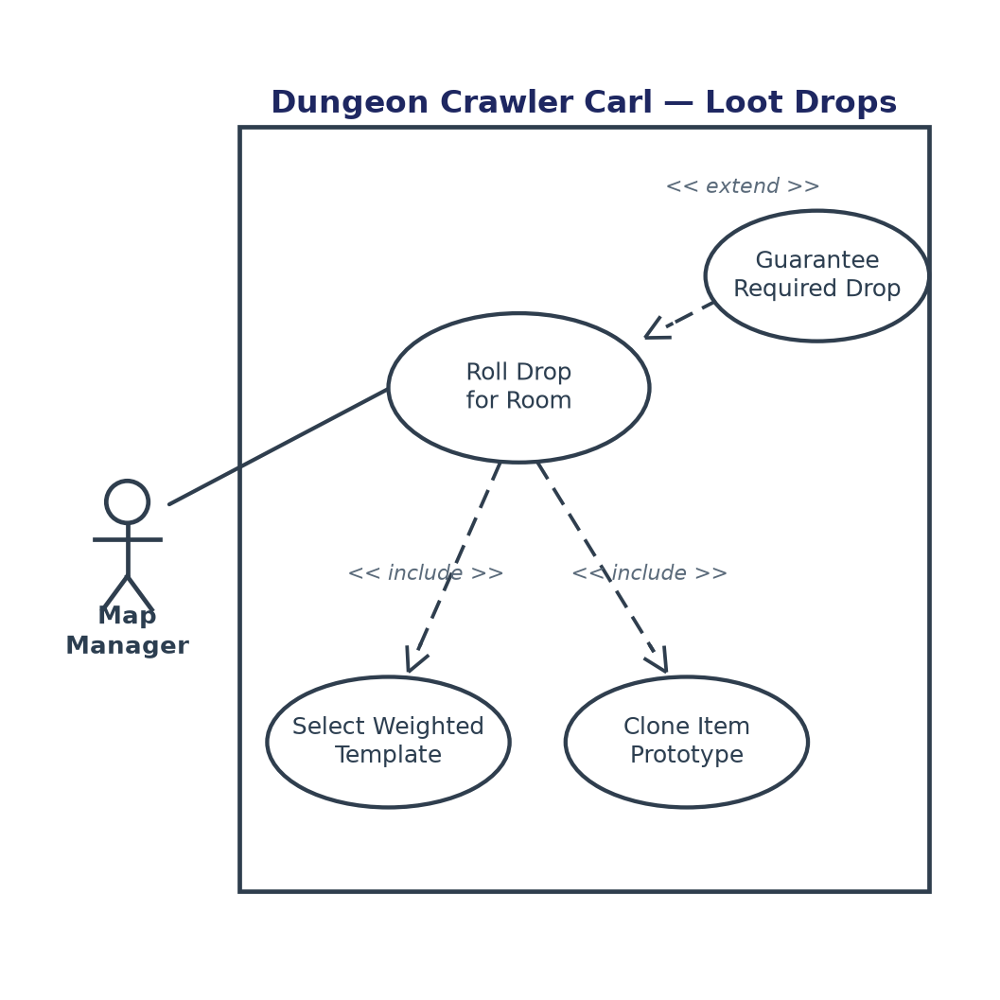 Dungeon Crawler Carl — Loot Drops
<< extend >>
Guarantee
Required Drop
Roll Drop
for Room
<< include >>
<< include >>
Map
Manager
Select Weighted
Template
Clone Item
Prototype